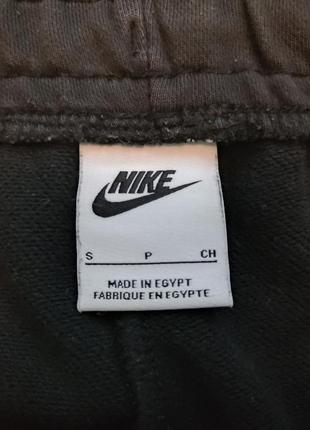 NIKE
S P CH
MADE IN EGYPT
FABRIQUE EN EGYPTE